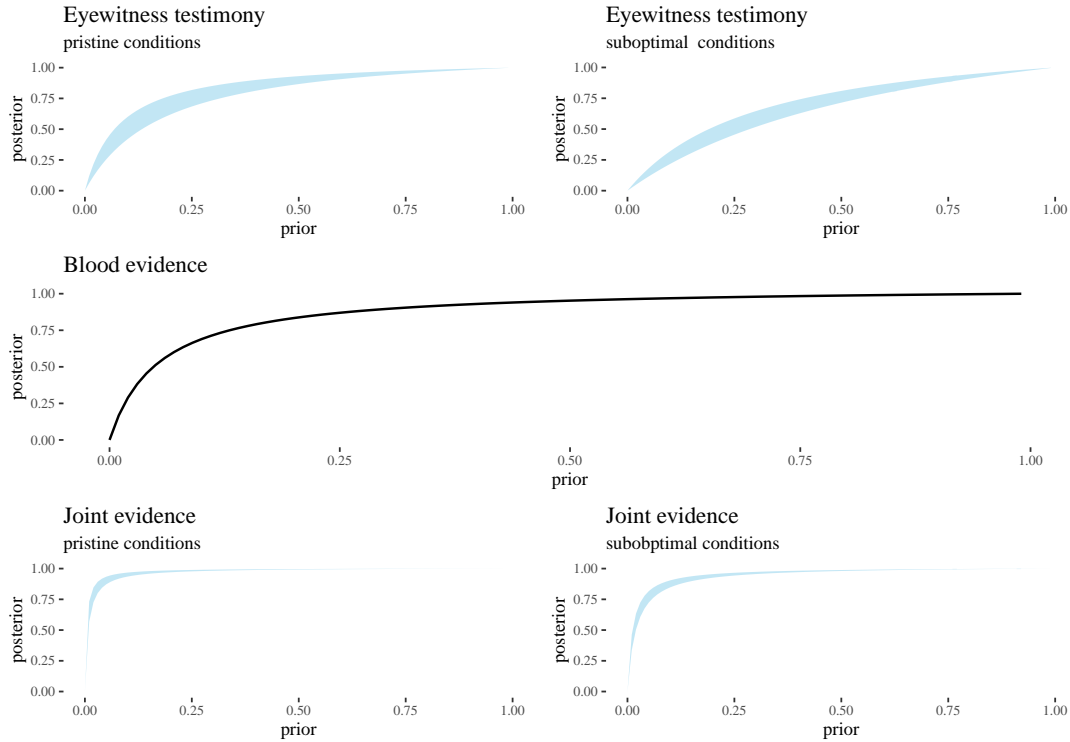 Eyewitness testimony
pristine conditions
1.00
0.75
0.50
0.25
0.00
posterior
0.00 0.25 0.50 0.75 1.00
prior
Eyewitness testimony
suboptimal  conditions
1.00
0.75
0.50
0.25
0.00
posterior
0.00 0.25 0.50 0.75 1.00
prior
Blood evidence
1.00
0.75
0.50
0.25
0.00
posterior
0.00 0.25 0.50 0.75 1.00
prior
Joint evidence
pristine conditions
1.00
0.75
0.50
0.25
0.00
posterior
0.00 0.25 0.50 0.75 1.00
prior
Joint evidence
subobptimal conditions
1.00
0.75
0.50
0.25
0.00
posterior
0.00 0.25 0.50 0.75 1.00
prior